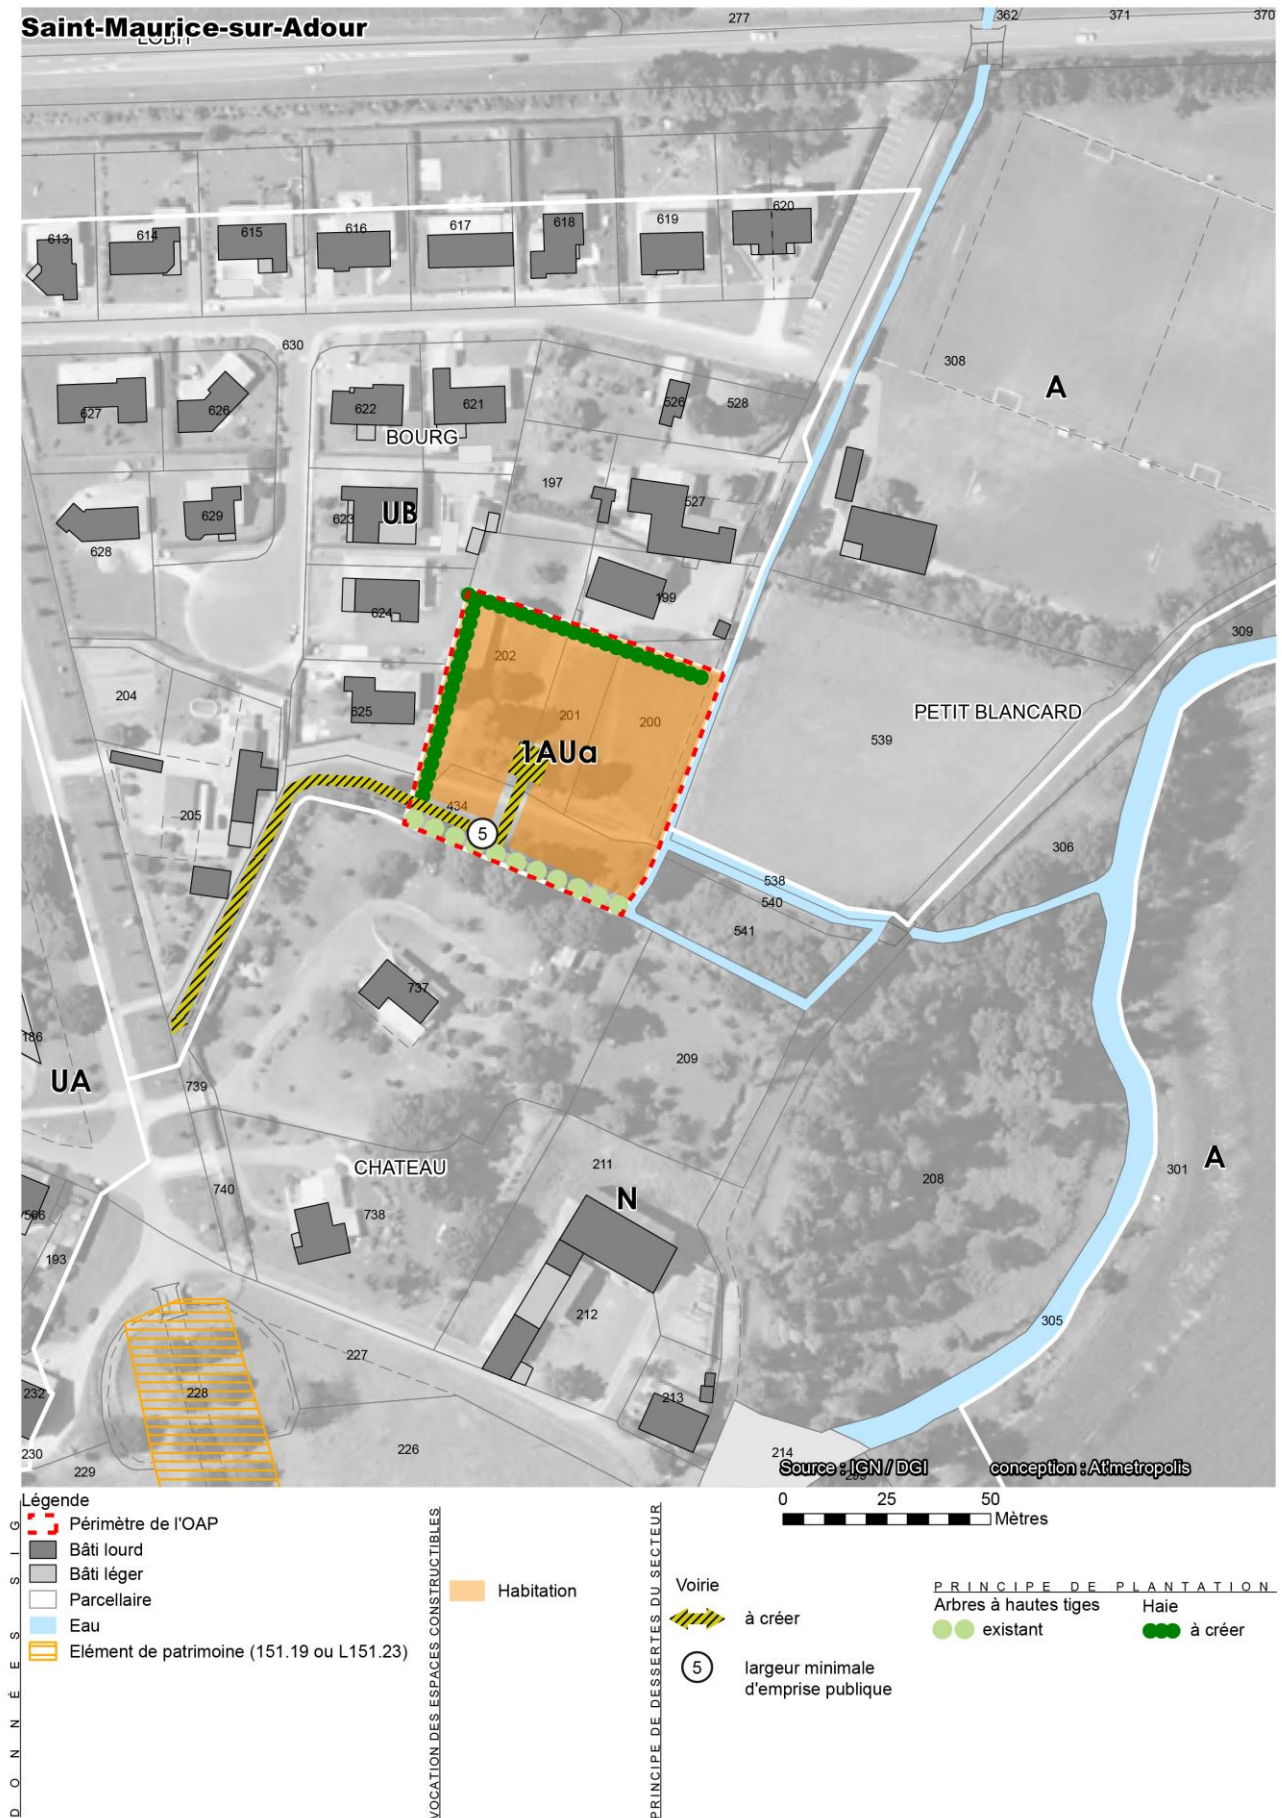 Saint-Maurice-sur-Adour
277
362
371
370
613
614
615
616
617
618
619
620
630
308
A
627
626
622
621
526
528
BOURG
197
527
628
629
623
UB
624
199
309
204
625
202
201
200
PETIT BLANCARD
539
1AUa
205
434
5
306
538
540
541
737
186
UA
739
209
CHATEAU
211
N
208
301
A
740
738
193
212
305
227
228
232
213
230
229
226
214
Source : IGN / DGI
conception : At'metropolis
Légende
Périmètre de l'OAP
Bâti lourd
Bâti léger
Parcellaire
Eau
Elément de patrimoine (151.19 ou L151.23)
DONNÉES SIG
VOCATION DES ESPACES CONSTRUCTIBLES
Habitation
PRINCIPE DE DESSERTES DU SECTEUR
0 25 50
Mètres
Voirie
à créer
5
largeur minimale
d'emprise publique
PRINCIPE DE PLANTATION
Arbres à hautes tiges
existant
Haie
à créer